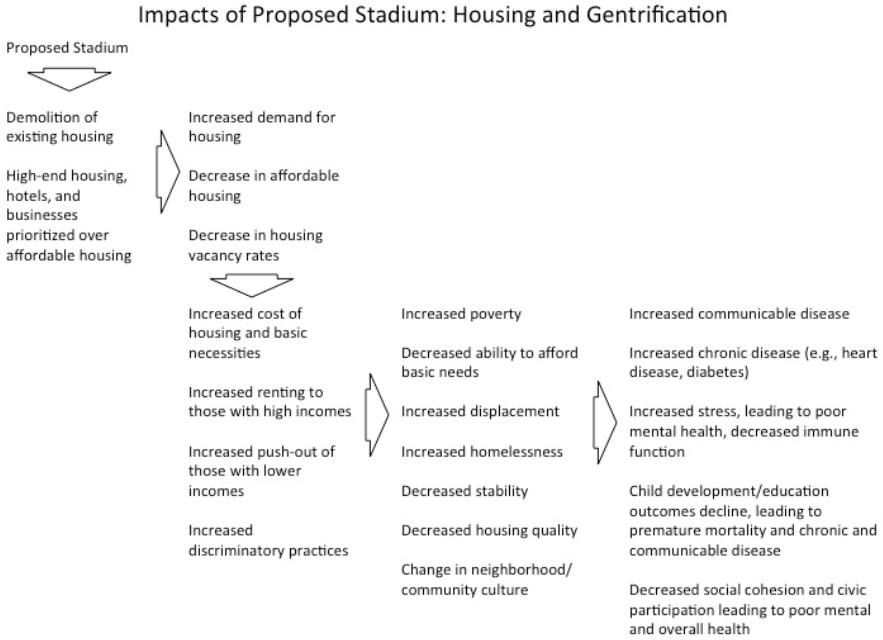 Impacts of Proposed Stadium: Housing and Gentrification
Proposed Stadium
Demolition of
existing housing
High-end housing,
hotels, and
businesses
prioritized over
affordable housing
Increased demand for
housing
Decrease in affordable
housing
Decrease in housing
vacancy rates
Increased cost of
housing and basic
necessities
Increased renting to
those with high incomes
Increased push-out of
those with lower
incomes
Increased
discriminatory practices
Increased poverty
Decreased ability to afford
basic needs
Increased displacement
Increased homelessness
Decreased stability
Decreased housing quality
Change in neighborhood/
community culture
Increased communicable disease
Increased chronic disease (e.g., heart
disease, diabetes)
Increased stress, leading to poor
mental health, decreased immune
function
Child development/education
outcomes decline, leading to
premature mortality and chronic and
communicable disease
Decreased social cohesion and civic
participation leading to poor mental
and overall health